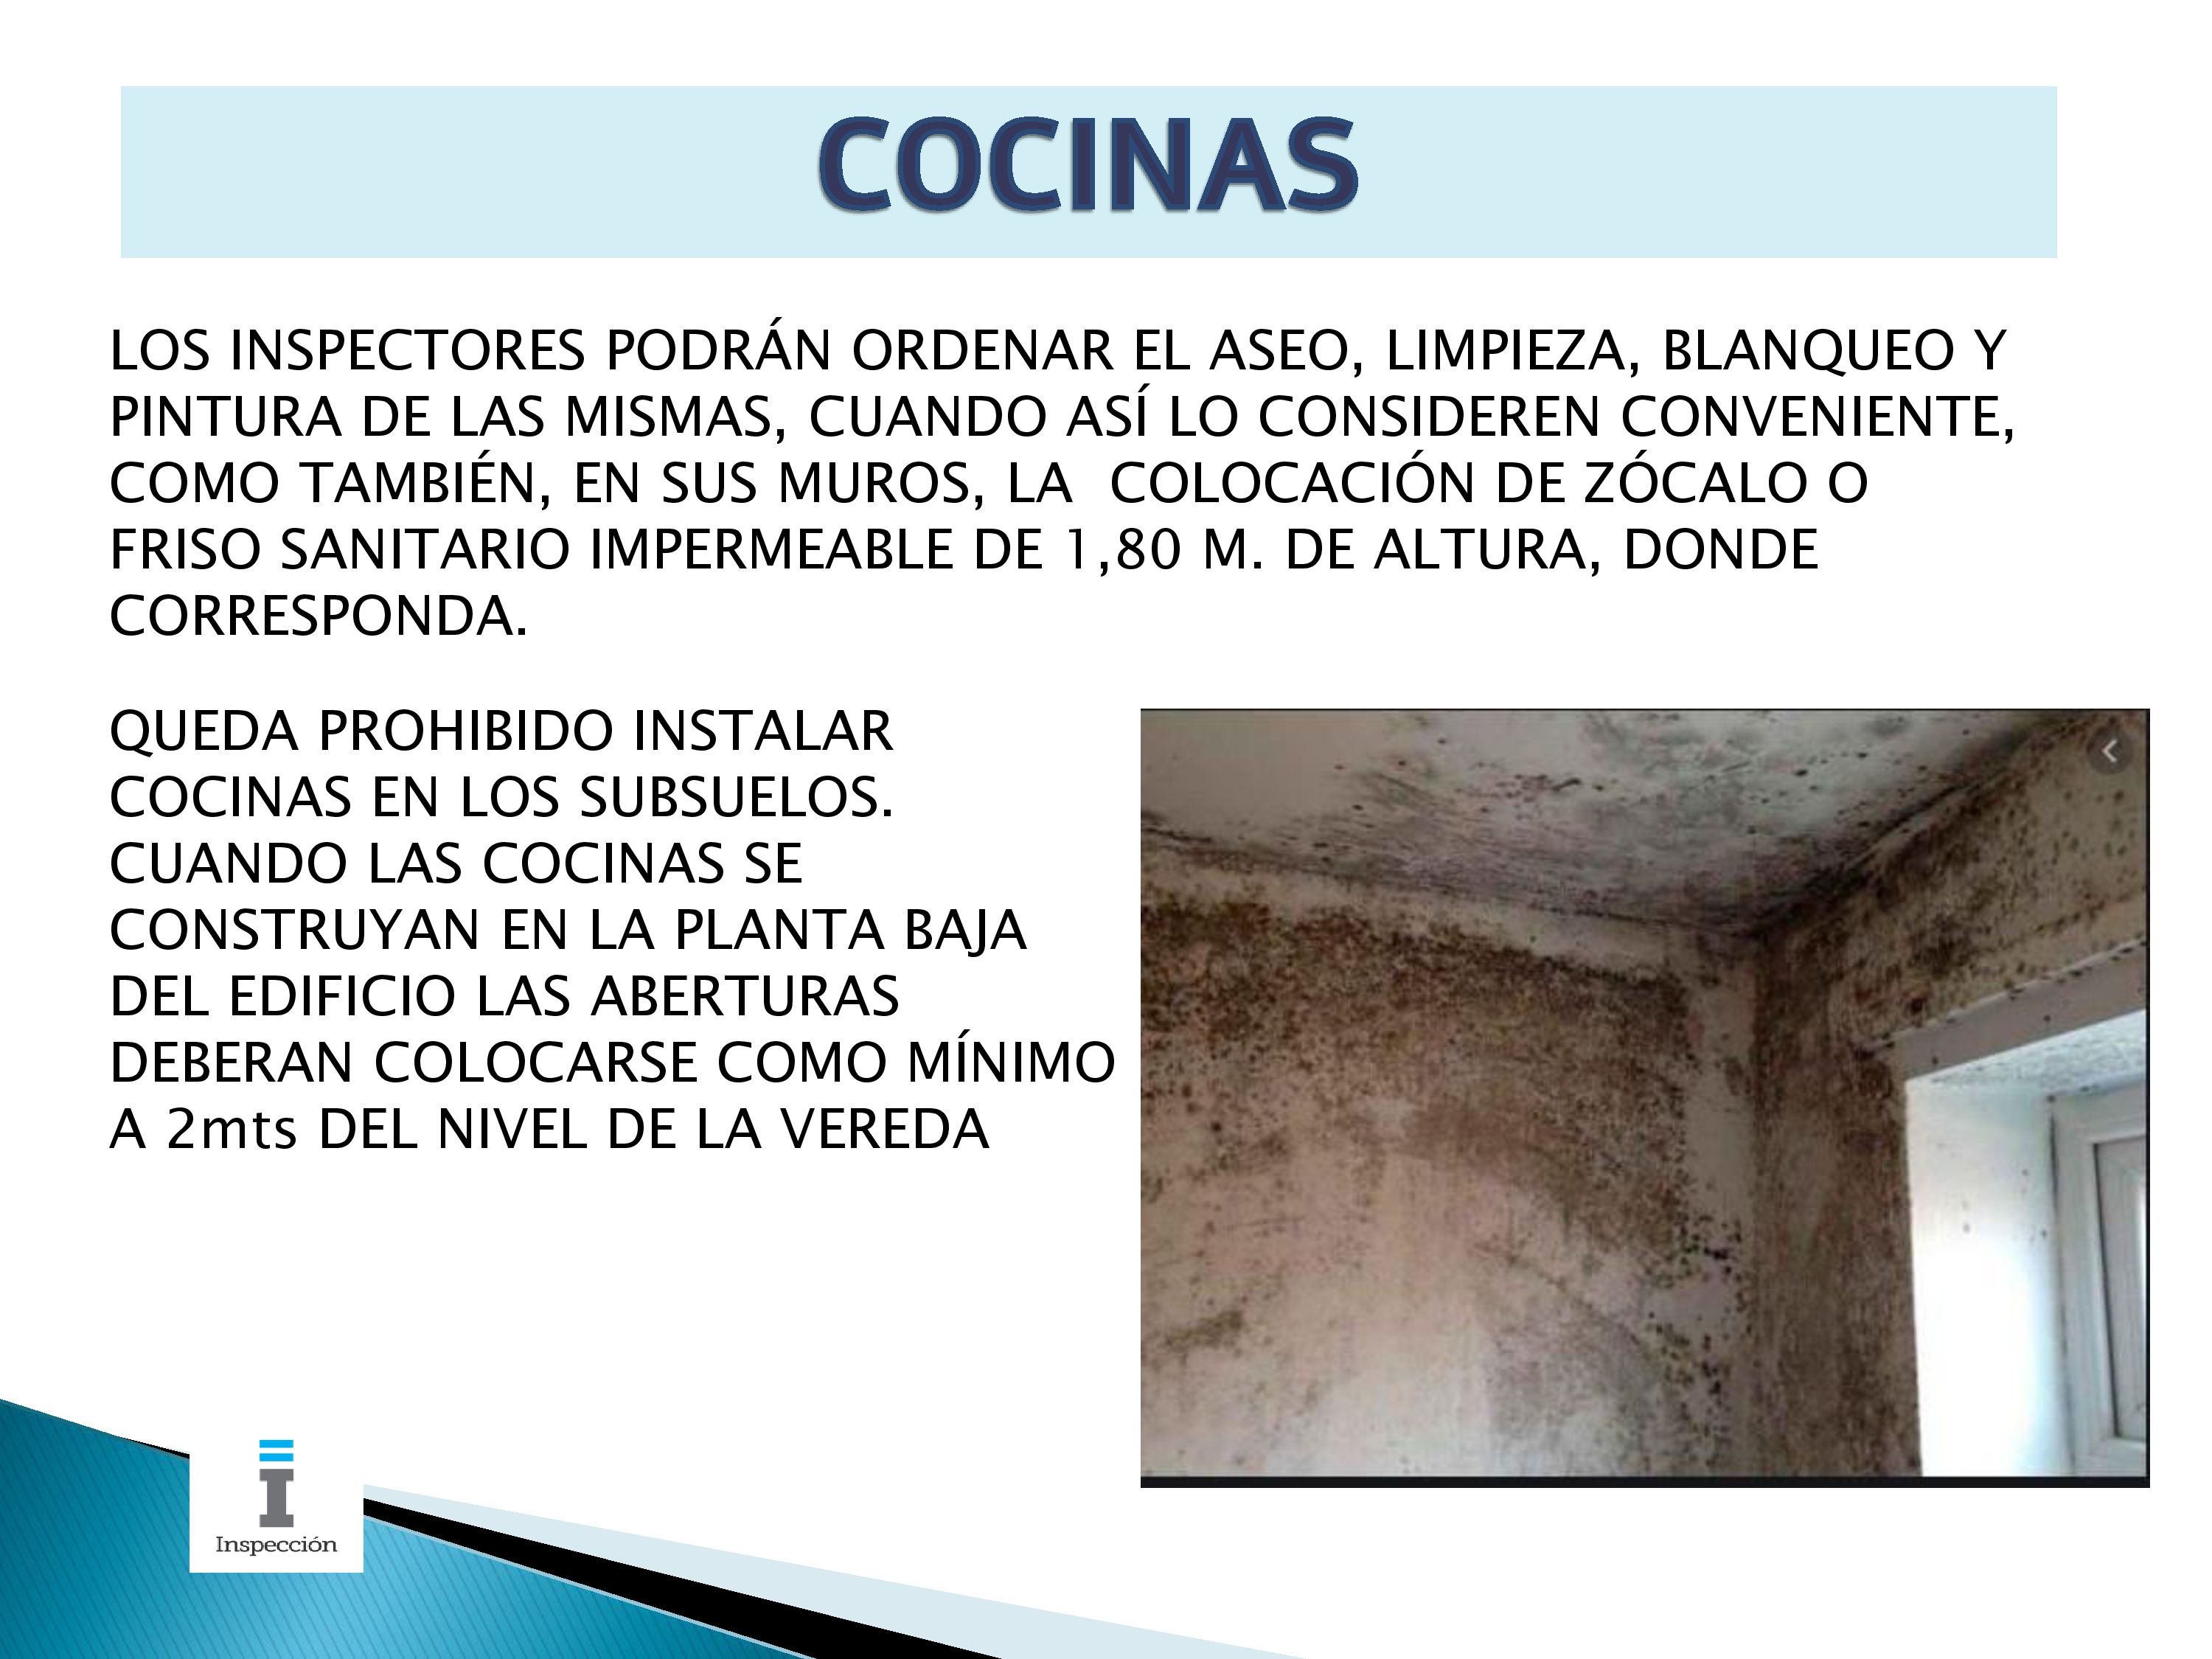 COCINAS
LOS INSPECTORES PODRÁN ORDENAR EL ASEO, LIMPIEZA, BLANQUEO Y
PINTURA DE LAS MISMAS, CUANDO ASÍ LO CONSIDEREN CONVENIENTE,
COMO TAMBIÉN, EN SUS MUROS, LA  COLOCACIÓN DE ZÓCALO O
FRISO SANITARIO IMPERMEABLE DE 1,80 M. DE ALTURA, DONDE
CORRESPONDA.
QUEDA PROHIBIDO INSTALAR
COCINAS EN LOS SUBSUELOS.
CUANDO LAS COCINAS SE
CONSTRUYAN EN LA PLANTA BAJA
DEL EDIFICIO LAS ABERTURAS
DEBERAN COLOCARSE COMO MÍNIMO
A 2mts DEL NIVEL DE LA VEREDA
Inspección